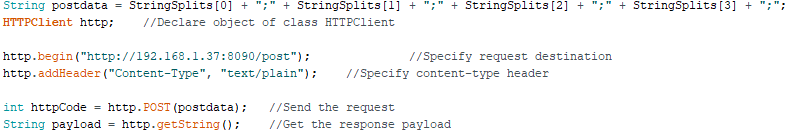 String postdata = StringSplits[0] + ";" + StringSplits[1] + ";" + StringSplits[2] + ";" + StringSplits[3] + ";";
HTTPClient http;    //Declare object of class HTTPClient
http.begin("http://192.168.1.37:8090/post");              //Specify request destination
http.addHeader("Content-Type", "text/plain");    //Specify content-type header
int httpCode = http.POST(postdata);   //Send the request
String payload = http.getString();    //Get the response payload